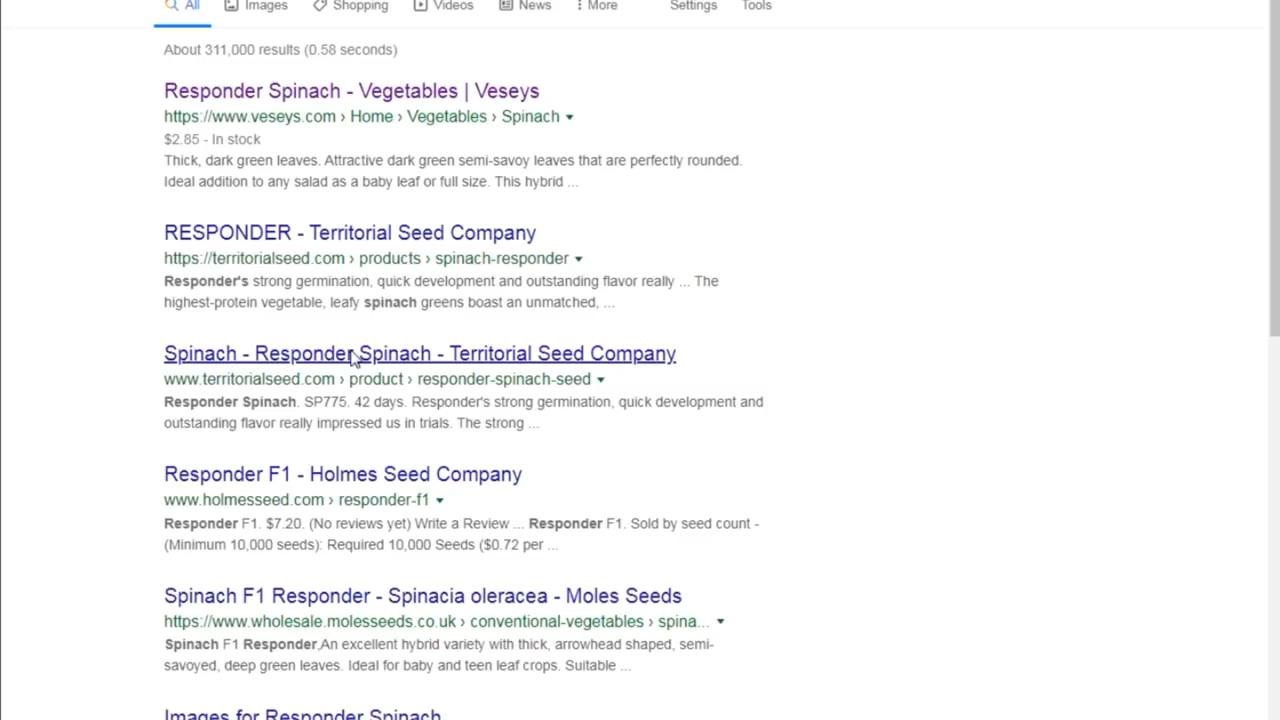 All Images Shopping Videos News More Settings Tools
About 311,000 results (0.58 seconds)
Responder Spinach - Vegetables | Veseys
https://www.veseys.com › Home › Vegetables › Spinach
$2.85 - In stock
Thick, dark green leaves. Attractive dark green semi-savoy leaves that are perfectly rounded.
Ideal addition to any salad as a baby leaf or full size. This hybrid ...
RESPONDER - Territorial Seed Company
https://territorialseed.com › products › spinach-responder
Responder's strong germination, quick development and outstanding flavor really ... The
highest-protein vegetable, leafy spinach greens boast an unmatched, ...
Spinach - Responder Spinach - Territorial Seed Company
www.territorialseed.com › product › responder-spinach-seed
Responder Spinach. SP775. 42 days. Responder's strong germination, quick development and
outstanding flavor really impressed us in trials. The strong ...
Responder F1 - Holmes Seed Company
www.holmesseed.com › responder-f1
Responder F1. $7.20. (No reviews yet) Write a Review ... Responder F1. Sold by seed count -
(Minimum 10,000 seeds): Required 10,000 Seeds ($0.72 per ...
Spinach F1 Responder - Spinacia oleracea - Moles Seeds
https://www.wholesale.molesseeds.co.uk › conventional-vegetables › spina...
Spinach F1 Responder,An excellent hybrid variety with thick, arrowhead shaped, semi-
savoyed, deep green leaves. Ideal for baby and teen leaf crops. Suitable ...
Images for Responder Spinach